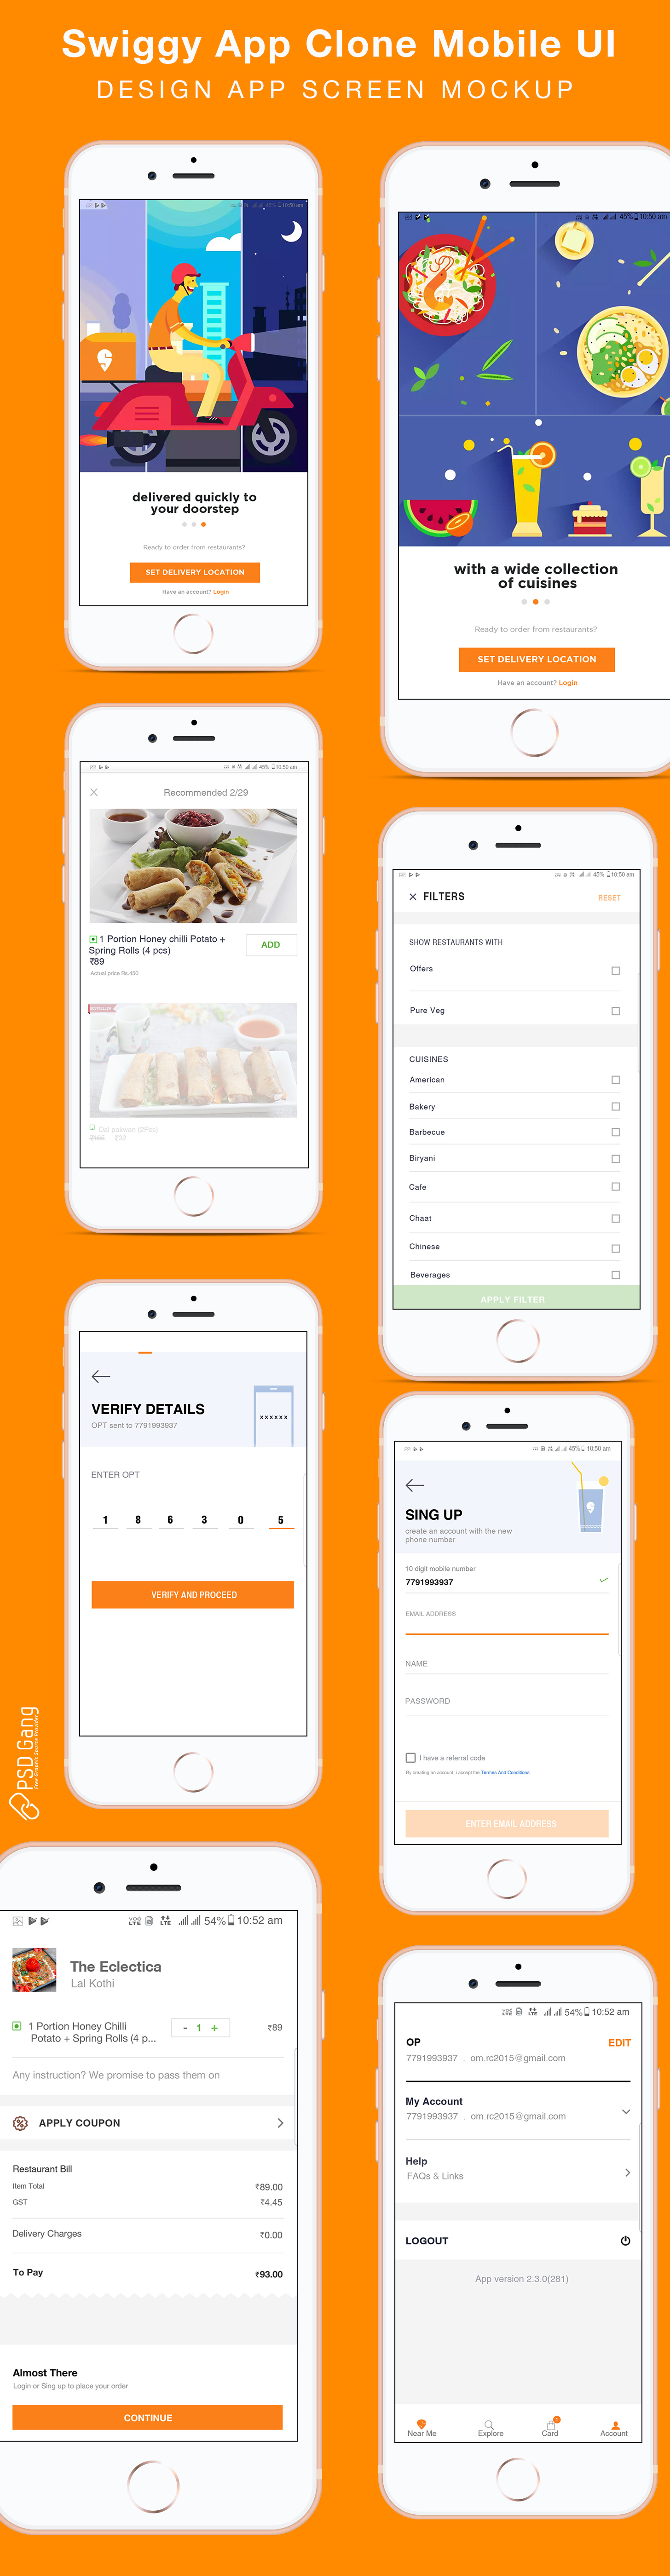 Swiggy App Clone Mobile UI
DESIGN APP SCREEN MOCKUP
10:50 am
delivered quickly to
your doorstep
Ready to order from restaurants?
SET DELIVERY LOCATION
Have an account? Login
45% 10:50 am
with a wide collection
of cuisines
Ready to order from restaurants?
SET DELIVERY LOCATION
Have an account? Login
45% 10:50 am
Recommended 2/29
1 Portion Honey chilli Potato +
Spring Rolls (4 pcs)
₹89
Actual price Rs.450
ADD
Dal pakwan (2Pcs)
₹32
45% 10:50 am
FILTERS
RESET
SHOW RESTAURANTS WITH
Offers
Pure Veg
CUISINES
American
Bakery
Barbecue
Biryani
Cafe
Chaat
Chinese
Beverages
APPLY FILTER
VERIFY DETAILS
OPT sent to 7791993937
xxxxxx
ENTER OPT
1 8 6 3 0 5
VERIFY AND PROCEED
45% 10:50 am
SING UP
create an account with the new
phone number
10 digit mobile number
7791993937
EMAIL ADDRESS
NAME
PASSWORD
I have a referral code
By creating an account, I accept the Termes And Conditions
ENTER EMAIL ADDRESS
PSD Gang
Free Graphic Source Provider
LTE LTE 54% 10:52 am
The Eclectica
Lal Kothi
1 Portion Honey Chilli
Potato + Spring Rolls (4 p...
- 1 +
₹89
Any instruction? We promise to pass them on
APPLY COUPON
Restaurant Bill
Item Total ₹89.00
GST ₹4.45
Delivery Charges ₹0.00
To Pay ₹93.00
Almost There
Login or Sing up to place your order
CONTINUE
LTE LTE 54% 10:52 am
OP
EDIT
7791993937 . om.rc2015@gmail.com
My Account
7791993937 . om.rc2015@gmail.com
Help
FAQs & Links
LOGOUT
App version 2.3.0(281)
Near Me
Explore
Card
Account